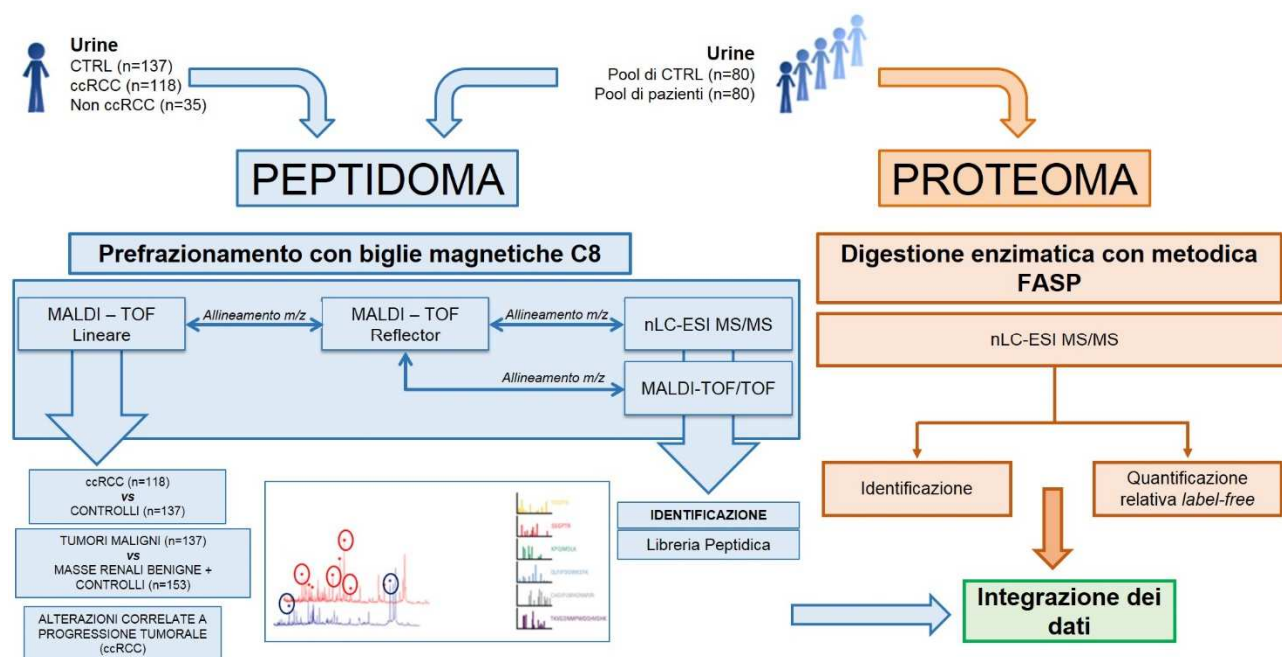 Urine
CTRL (n=137)
ccRCC (n=118)
Non ccRCC (n=35)
Urine
Pool di CTRL (n=80)
Pool di pazienti (n=80)
PEPTIDOMA
PROTEOMA
Prefrazionamento con biglie magnetiche C8
Digestione enzimatica con metodica
FASP
MALDI – TOF
Lineare
Allineamento m/z
MALDI – TOF
Reflector
Allineamento m/z
nLC-ESI MS/MS
Allineamento m/z
MALDI-TOF/TOF
nLC-ESI MS/MS
ccRCC (n=118)
vs
CONTROLLI (n=137)
TUMORI MALIGNI (n=137)
vs
MASSE RENALI BENIGNE +
CONTROLLI (n=153)
ALTERAZIONI CORRELATE A
PROGRESSIONE TUMORALE
(ccRCC)
IDENTIFICAZIONE
Libreria Peptidica
Identificazione
Quantificazione
relativa label-free
Integrazione dei
dati